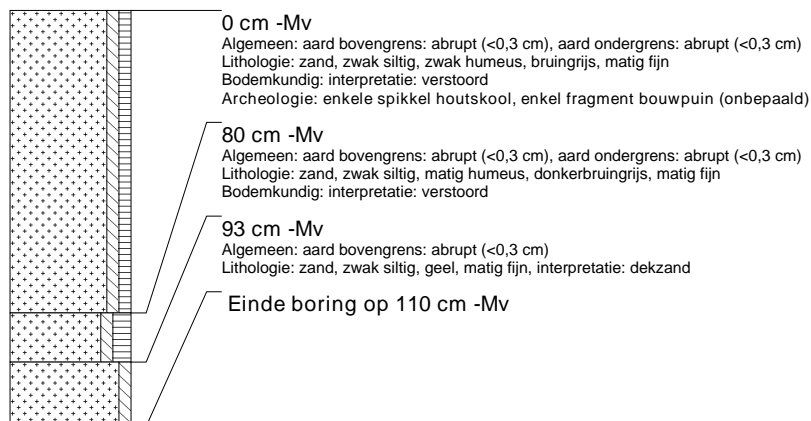 0 cm -Mv
Algemeen: aard bovengrens: abrupt (<0,3 cm), aard ondergrens: abrupt (<0,3 cm)
Lithologie: zand, zwak siltig, zwak humeus, bruingrijs, matig fijn
Bodemkundig: interpretatie: verstoord
Archeologie: enkele spikkel houtskool, enkel fragment bouwpuin (onbepaald)
80 cm -Mv
Algemeen: aard bovengrens: abrupt (<0,3 cm), aard ondergrens: abrupt (<0,3 cm)
Lithologie: zand, zwak siltig, matig humeus, donkerbruingrijs, matig fijn
Bodemkundig: interpretatie: verstoord
93 cm -Mv
Algemeen: aard bovengrens: abrupt (<0,3 cm)
Lithologie: zand, zwak siltig, geel, matig fijn, interpretatie: dekzand
Einde boring op 110 cm -Mv